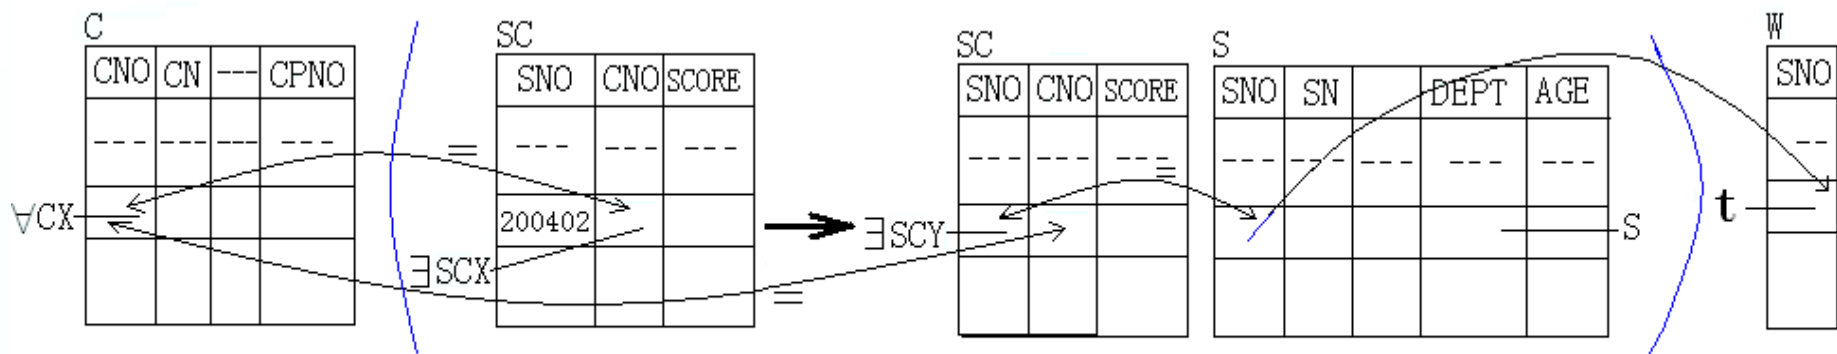 C SC SC S W
CNO CN --- CPNO
SNO CNO SCORE
SNO CNO SCORE
SNO SN DEPT AGE
SNO
--- --- --- ---
--- --- ---
--- --- ---
--- --- --- ---
--
= =
∀CX 200402 ∃SCY S t
∃SCX
=